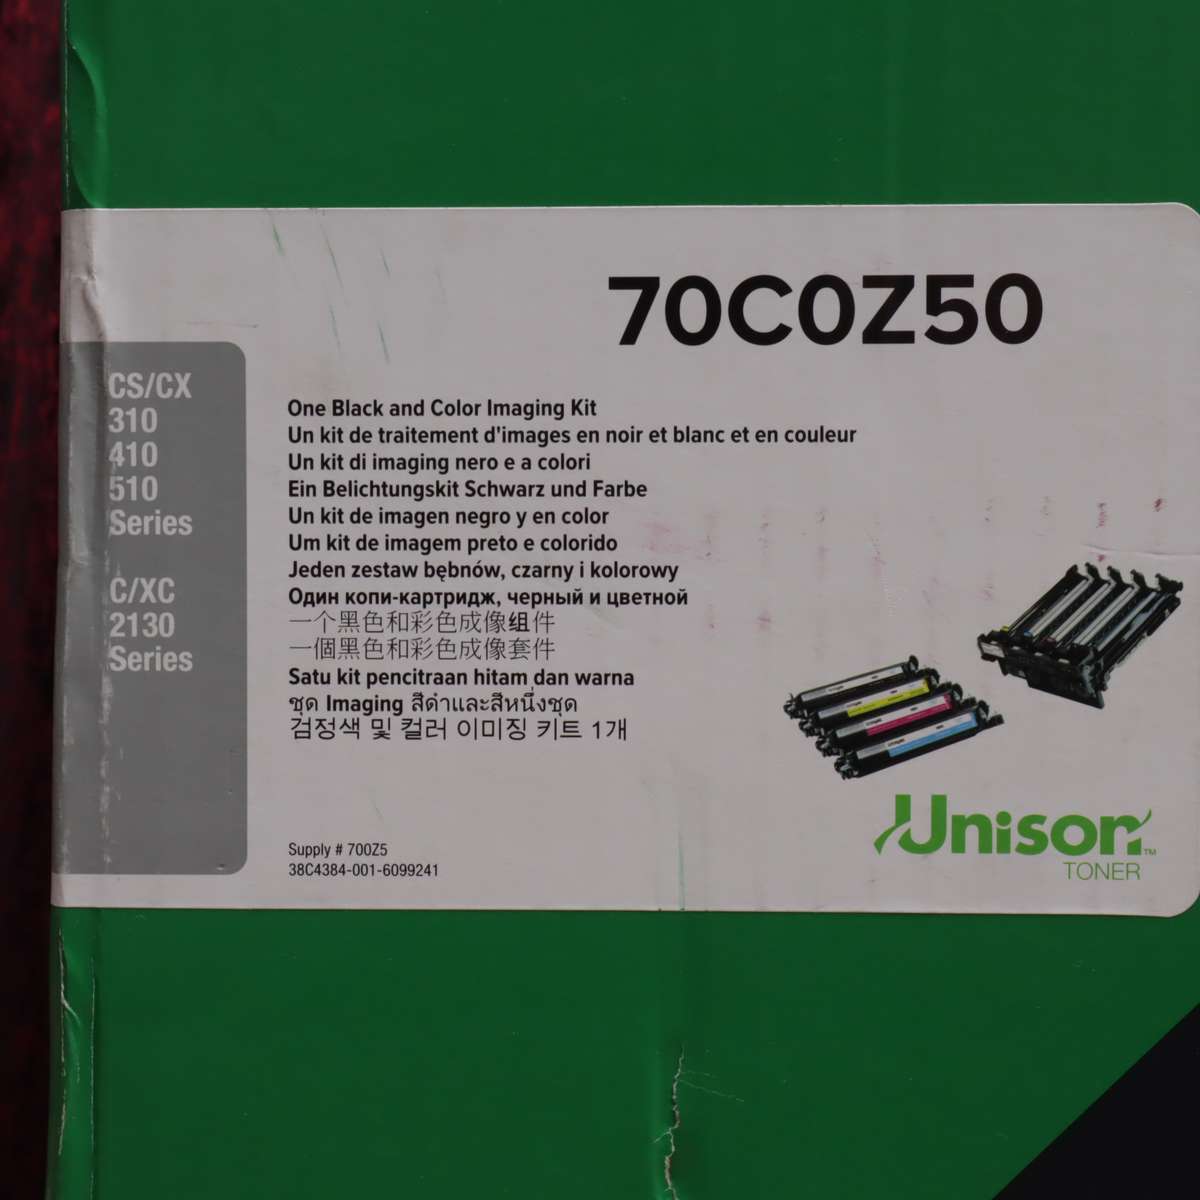 70C0Z50
CS/CX
310
410
510
Series
C/XC
2130
Series
One Black and Color Imaging Kit
Un kit de traitement d'images en noir et blanc et en couleur
Un kit di imaging nero e a colori
Ein Belichtungskit Schwarz und Farbe
Un kit de imagen negro y en color
Um kit de imagem preto e colorido
Jeden zestaw bębnów, czarny i kolorowy
Один копи-картридж, черный и цветной
一个黑色和彩色成像组件
一個黑色和彩色成像套件
Satu kit pencitraan hitam dan warna
ชุด Imaging สีดำและสีหนึ่งชุด
검정색 및 컬러 이미징 키트 1개
Supply # 700Z5
38C4384-001-6099241
Unison™
TONER